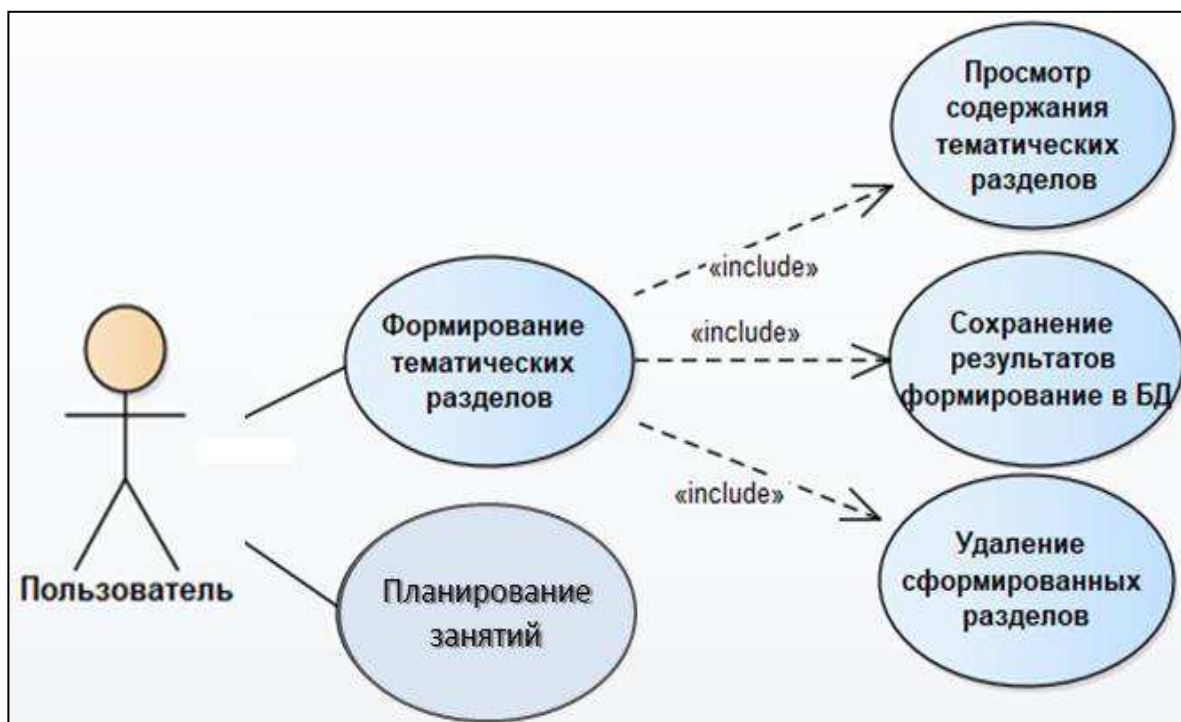 Просмотр
содержания
тематических
разделов
«include»
Формирование
тематических
разделов
«include»
Сохранение
результатов
формирование в БД
«include»
Удаление
сформированных
разделов
Пользователь
Планирование
занятий